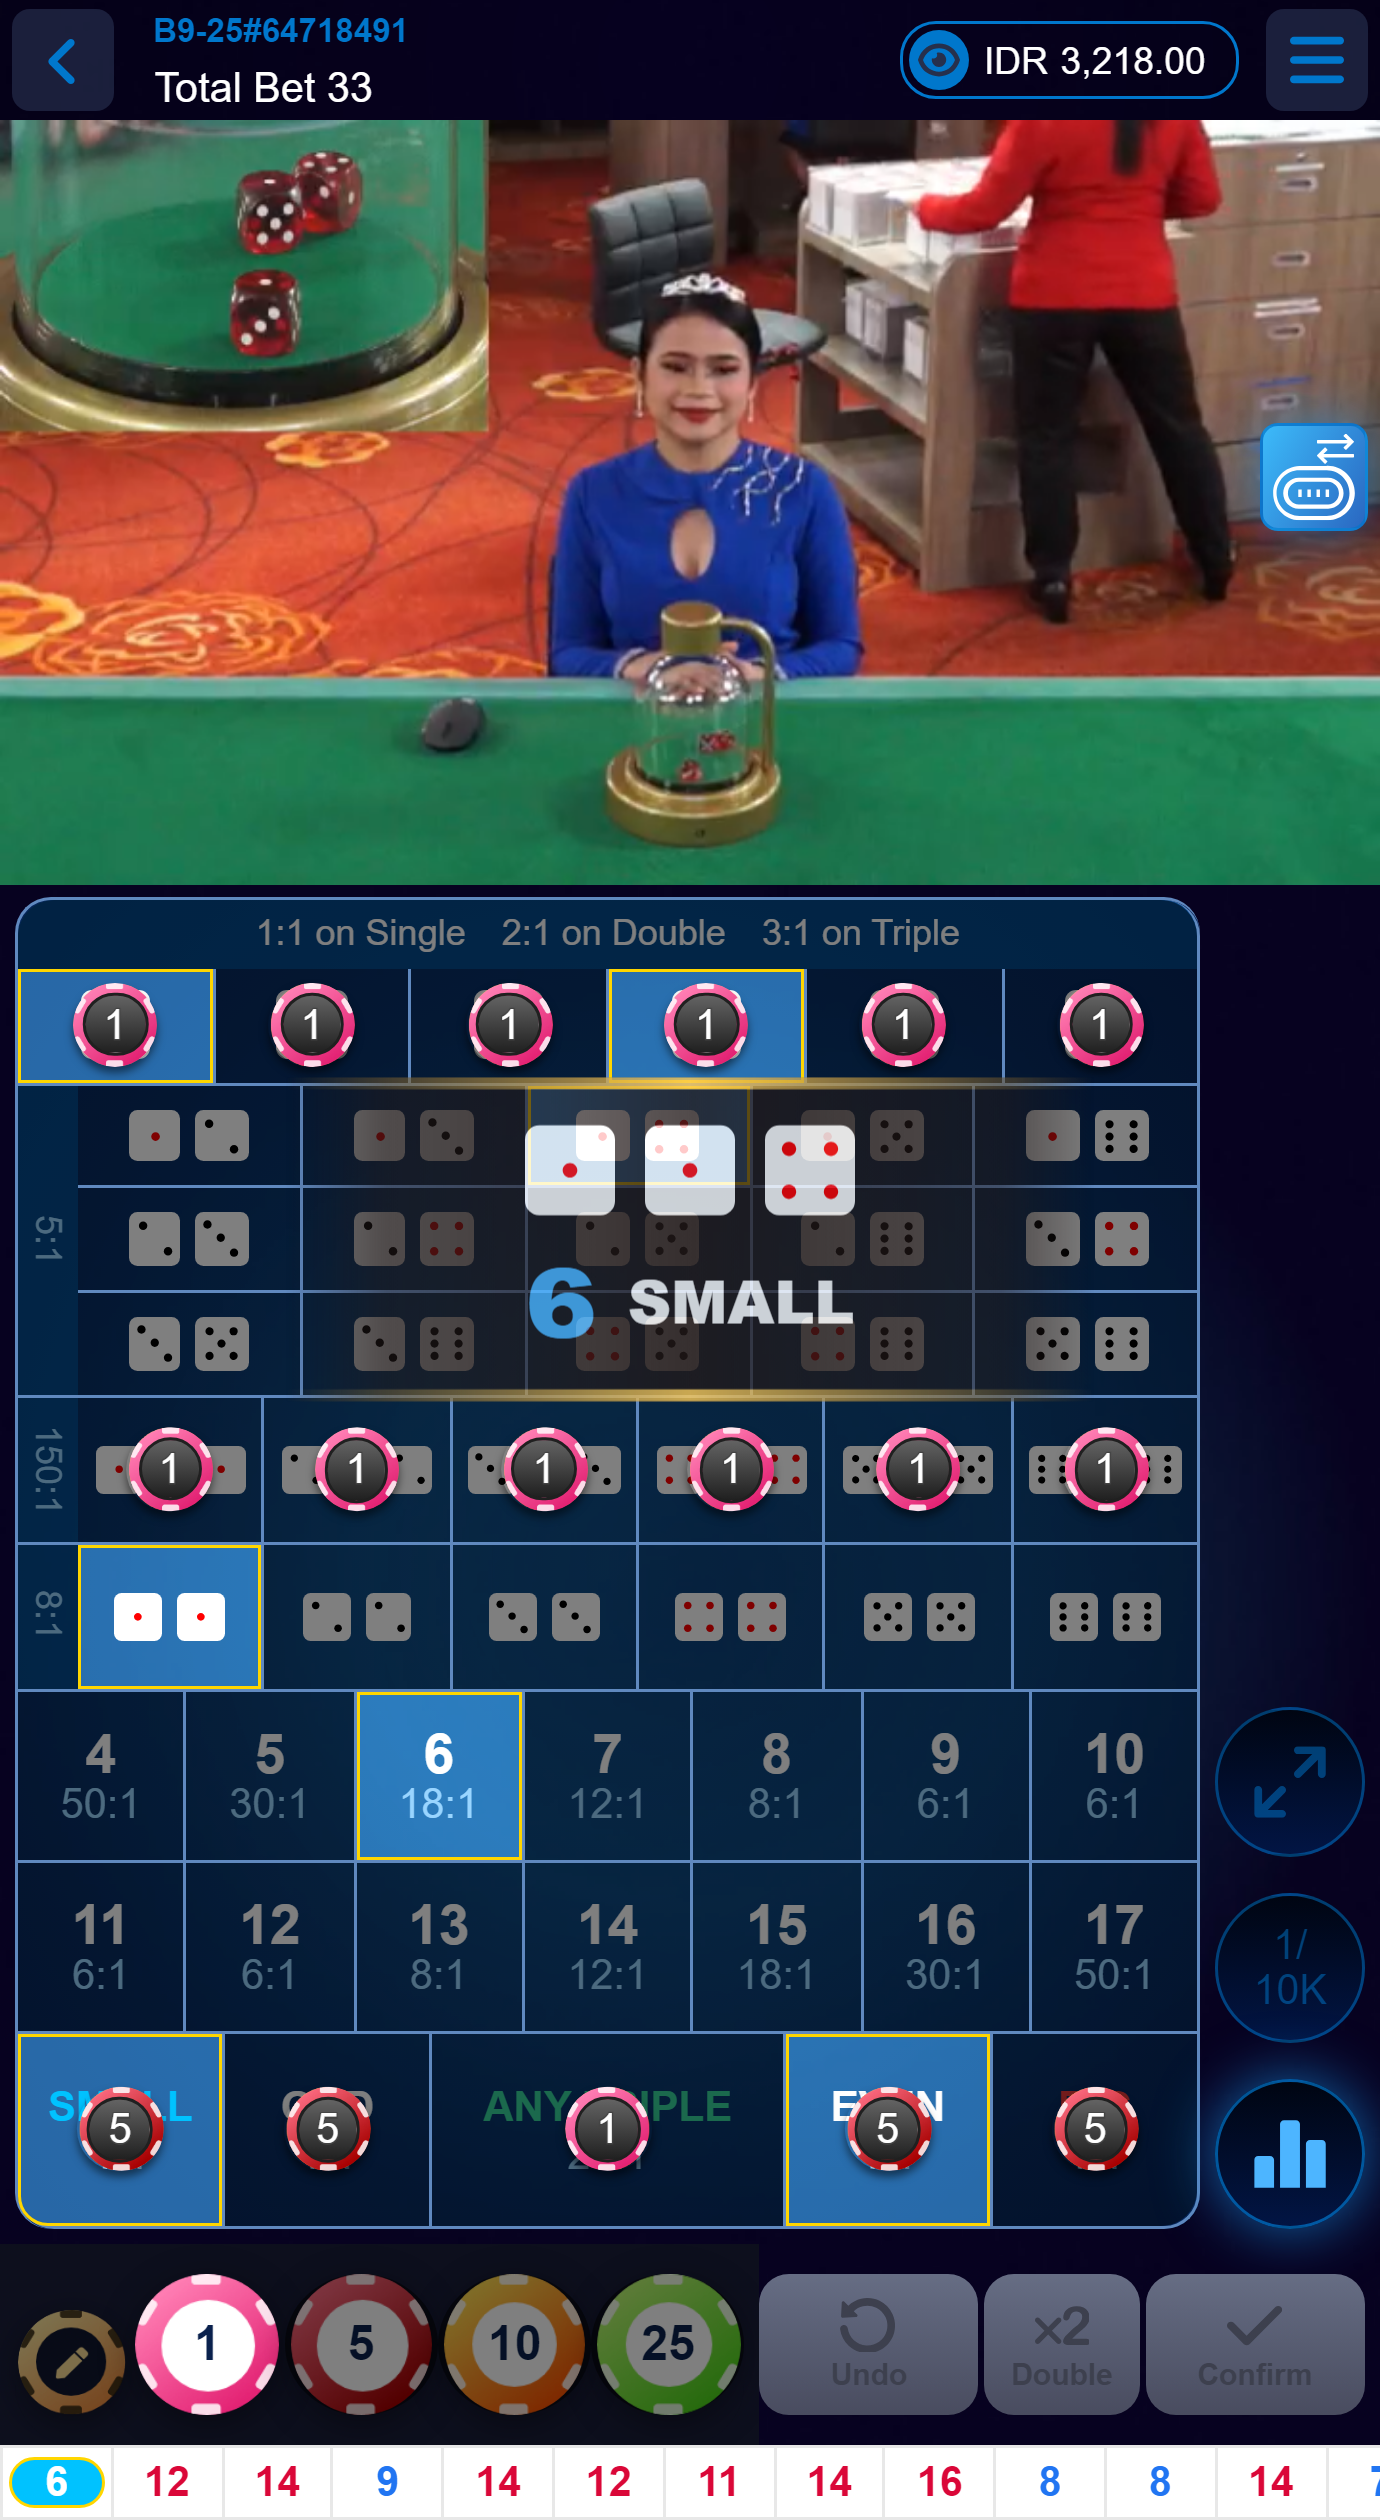 B9-25#64718491
Total Bet 33
IDR 3,218.00
1:1 on Single 2:1 on Double 3:1 on Triple
1 1 1 1 1 1
5:1
6 SMALL
150:1
1 1 1 1 1 1
8:1
4 5 6 7 8 9 10
50:1 30:1 18:1 12:1 8:1 6:1 6:1
11 12 13 14 15 16 17
6:1 6:1 8:1 12:1 18:1 30:1 50:1
1/
10K
5 5 1 5 5
1 5 10 25
Undo
x2
Double
Confirm
6 12 14 9 14 12 11 14 16 8 8 14